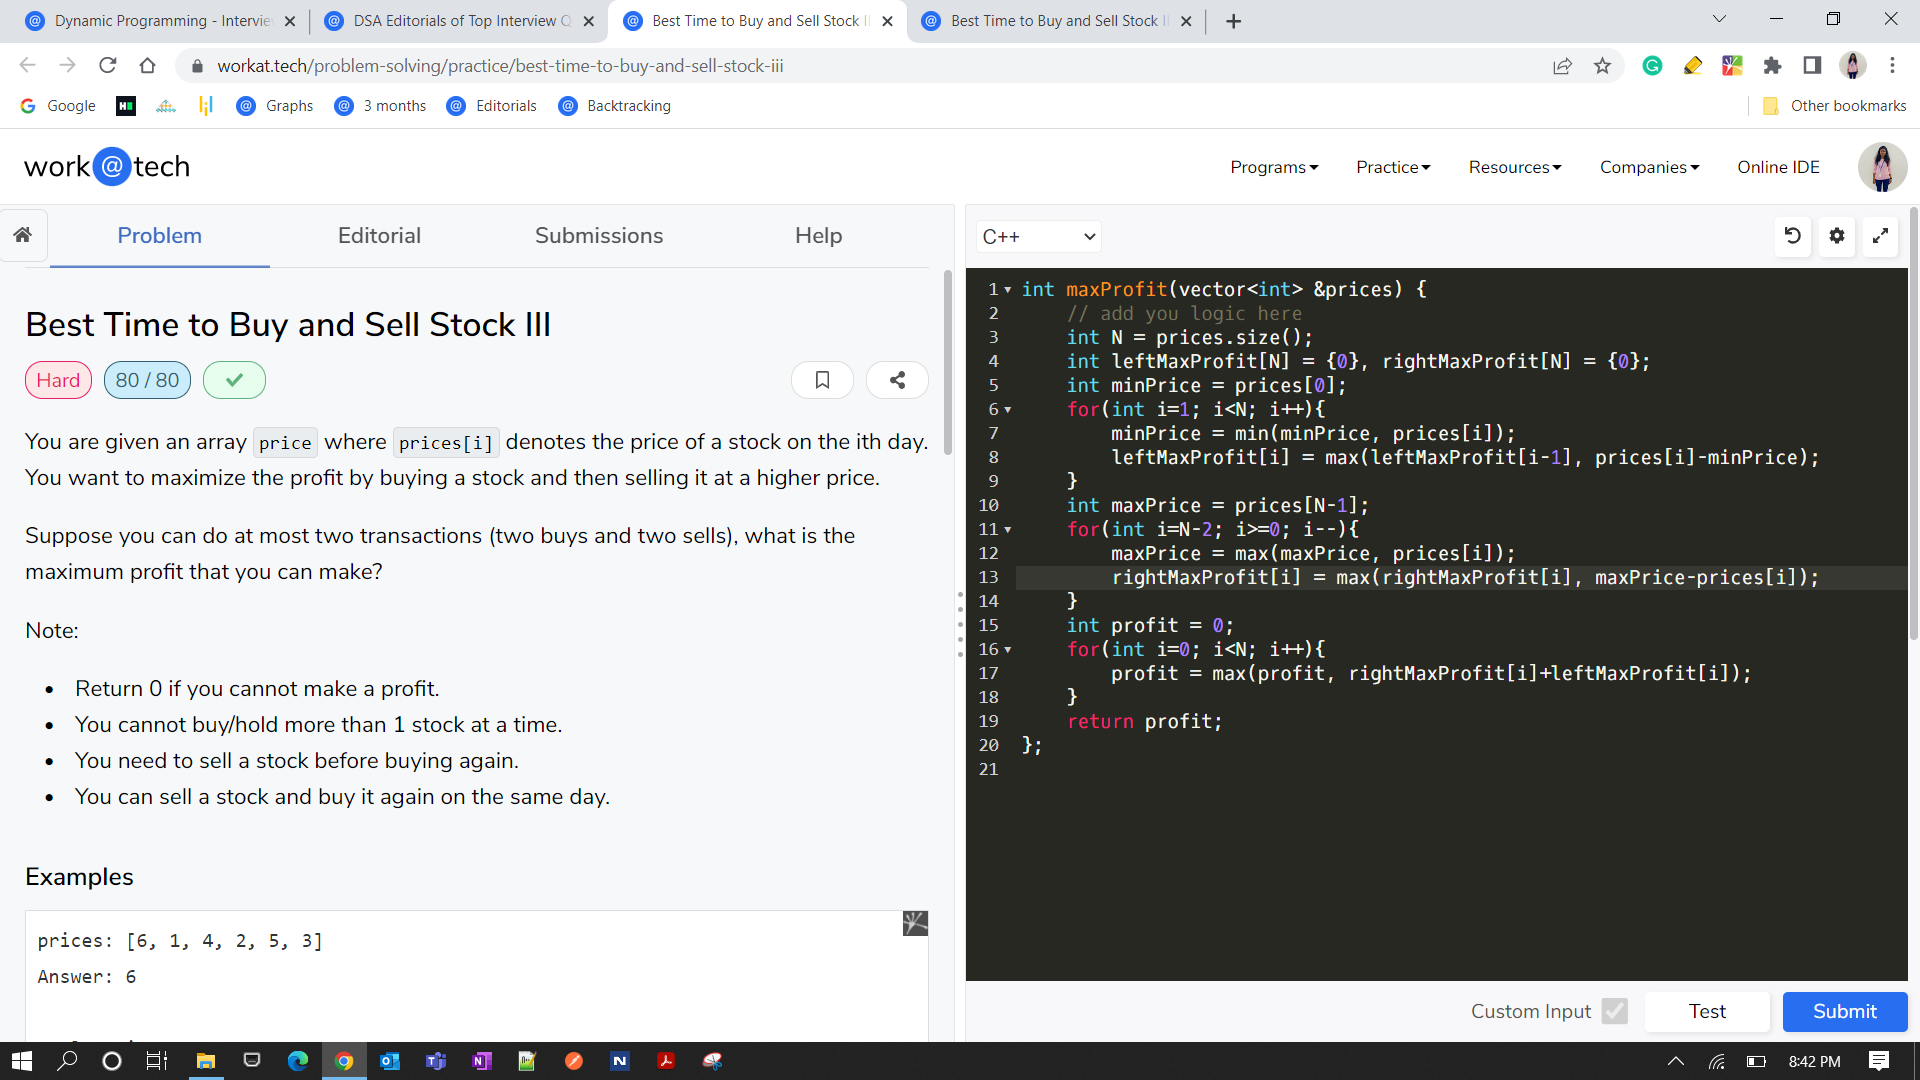 Dynamic Programming - Intervie
DSA Editorials of Top Interview Q
Best Time to Buy and Sell Stock I
Best Time to Buy and Sell Stock II
workat.tech/problem-solving/practice/best-time-to-buy-and-sell-stock-iii
Google
Graphs
3 months
Editorials
Backtracking
Other bookmarks
work@tech
Programs
Practice
Resources
Companies
Online IDE
Problem
Editorial
Submissions
Help
C++
Best Time to Buy and Sell Stock III
Hard
80 / 80
You are given an array price where prices[i] denotes the price of a stock on the ith day.
You want to maximize the profit by buying a stock and then selling it at a higher price.
Suppose you can do at most two transactions (two buys and two sells), what is the
maximum profit that you can make?
Note:
• Return 0 if you cannot make a profit.
• You cannot buy/hold more than 1 stock at a time.
• You need to sell a stock before buying again.
• You can sell a stock and buy it again on the same day.
Examples
prices: [6, 1, 4, 2, 5, 3]
Answer: 6
1 int maxProfit(vector<int> &prices) {
2 // add you logic here
3 int N = prices.size();
4 int leftMaxProfit[N] = {0}, rightMaxProfit[N] = {0};
5 int minPrice = prices[0];
6 for(int i=1; i<N; i++){
7 minPrice = min(minPrice, prices[i]);
8 leftMaxProfit[i] = max(leftMaxProfit[i-1], prices[i]-minPrice);
9 }
10 int maxPrice = prices[N-1];
11 for(int i=N-2; i>=0; i--){
12 maxPrice = max(maxPrice, prices[i]);
13 rightMaxProfit[i] = max(rightMaxProfit[i], maxPrice-prices[i]);
14 }
15 int profit = 0;
16 for(int i=0; i<N; i++){
17 profit = max(profit, rightMaxProfit[i]+leftMaxProfit[i]);
18 }
19 return profit;
20 };
21
Custom Input
Test
Submit
8:42 PM